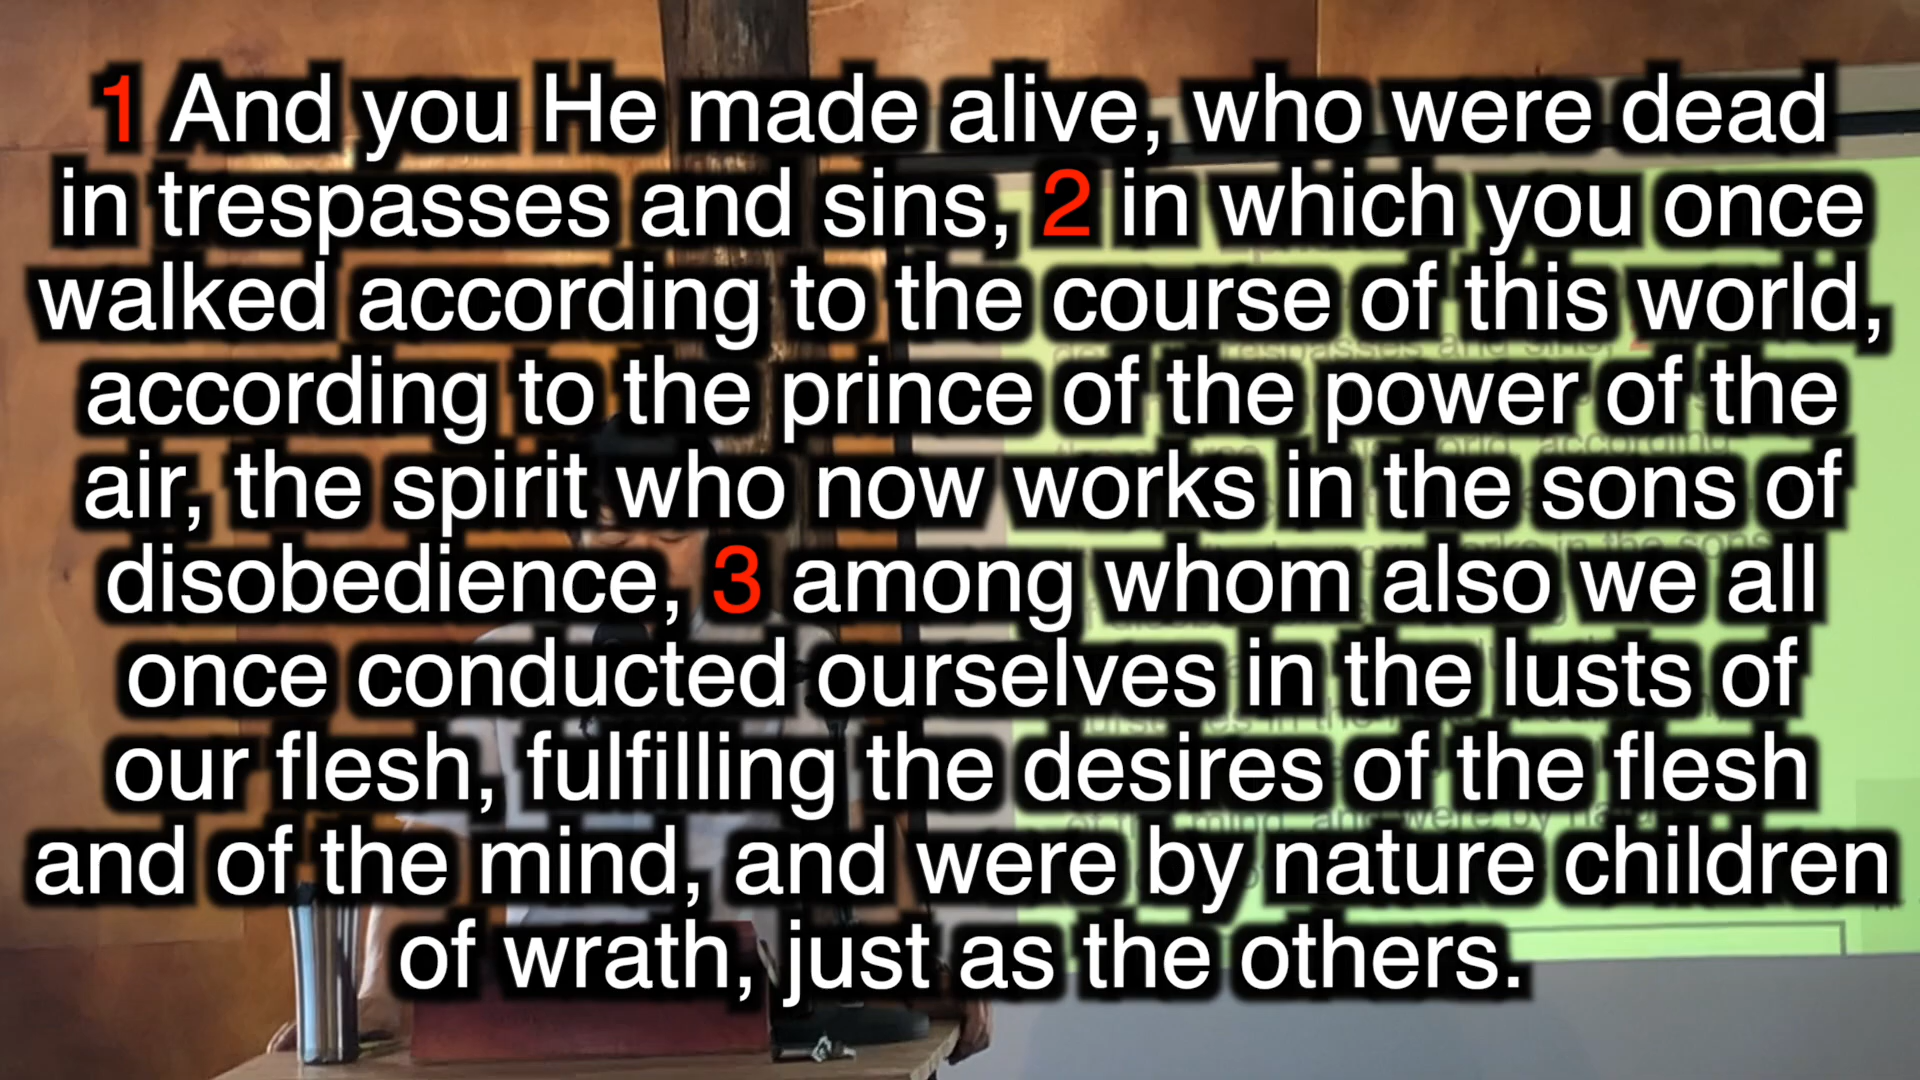 1 And you He made alive, who were dead
in trespasses and sins, 2 in which you once
walked according to the course of this world,
according to the prince of the power of the
air, the spirit who now works in the sons of
disobedience, 3 among whom also we all
once conducted ourselves in the lusts of
our flesh, fulfilling the desires of the flesh
and of the mind, and were by nature children
of wrath, just as the others.